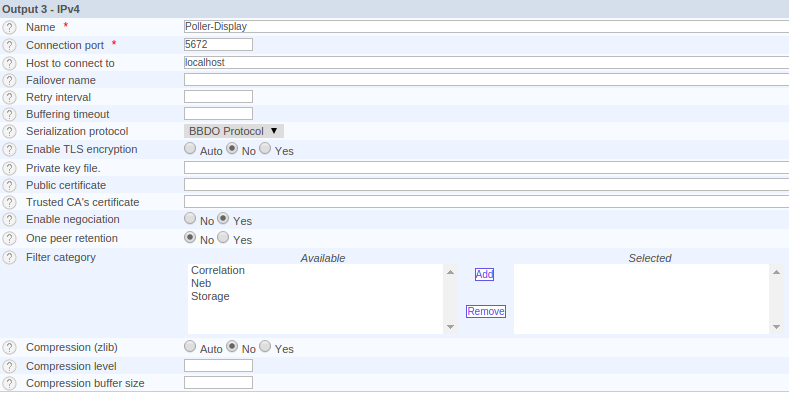 Output 3 - IPv4
? Name * Poller-Display
? Connection port * 5672
? Host to connect to localhost
? Failover name
? Retry interval
? Buffering timeout
? Serialization protocol BBDO Protocol ▼
? Enable TLS encryption Auto No Yes
? Private key file.
? Public certificate
? Trusted CA's certificate
? Enable negociation No Yes
? One peer retention No Yes
? Filter category Available Selected
Correlation Add
Neb
Storage
Remove
? Compression (zlib) Auto No Yes
? Compression level
? Compression buffer size